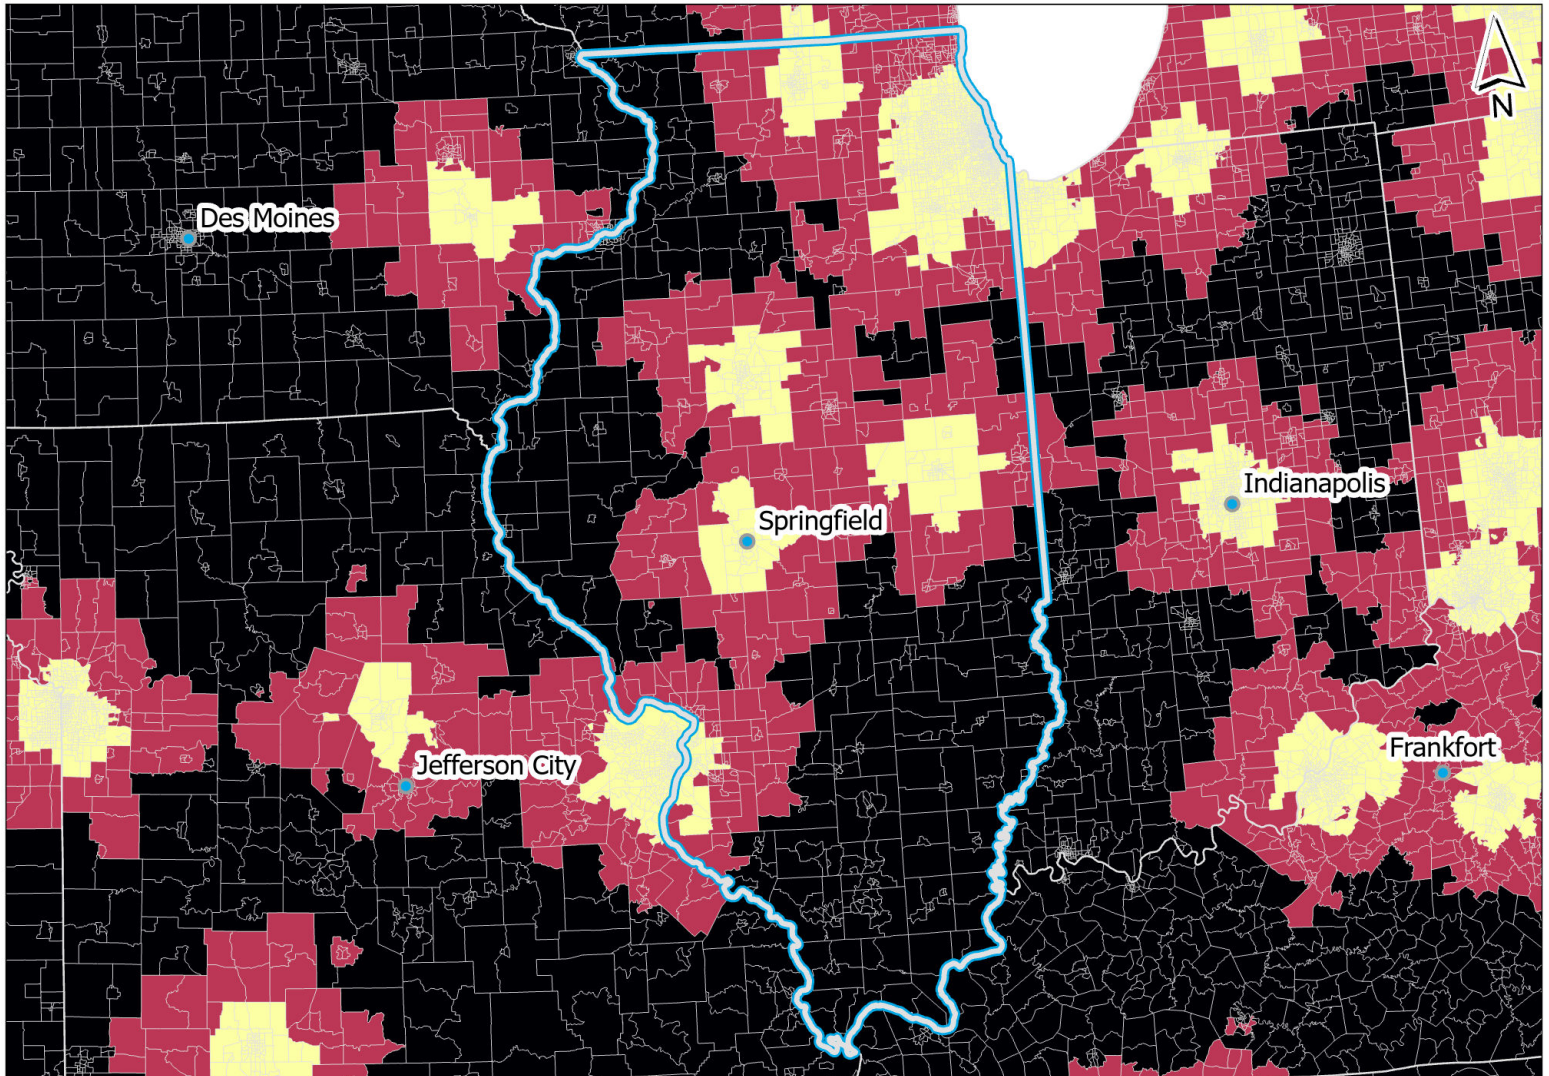 N
Des Moines
Indianapolis
Springfield
Frankfort
Jefferson City